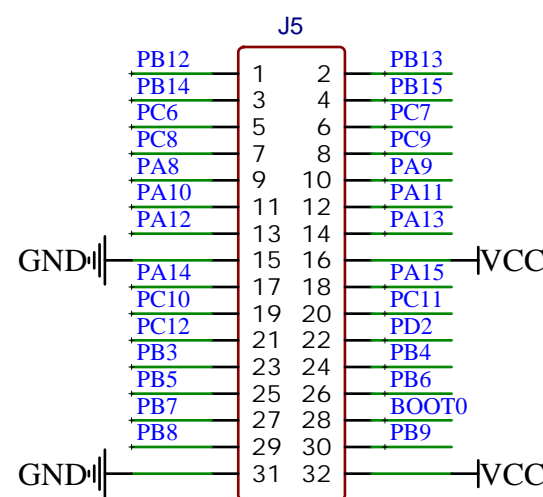 J5
PB12 1 2 PB13
PB14 3 4 PB15
PC6 5 6 PC7
PC8 7 8 PC9
PA8 9 10 PA9
PA10 11 12 PA11
PA12 13 14 PA13
GND 15 16 VCC
PA14 17 18 PA15
PC10 19 20 PC11
PC12 21 22 PD2
PB3 23 24 PB4
PB5 25 26 PB6
PB7 27 28 BOOT0
PB8 29 30 PB9
GND 31 32 VCC